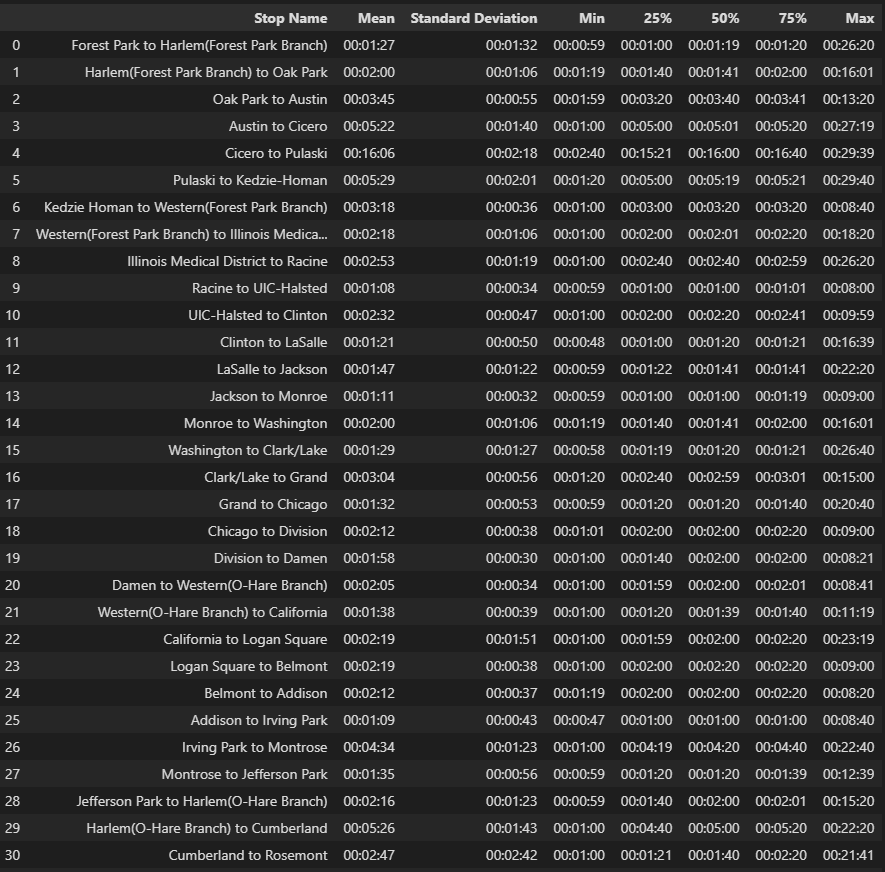 Stop Name Mean Standard Deviation Min 25% 50% 75% Max
0 Forest Park to Harlem(Forest Park Branch) 00:01:27 00:01:32 00:00:59 00:01:00 00:01:19 00:01:20 00:26:20
1 Harlem(Forest Park Branch) to Oak Park 00:02:00 00:01:06 00:01:19 00:01:40 00:01:41 00:02:00 00:16:01
2 Oak Park to Austin 00:03:45 00:00:55 00:01:59 00:03:20 00:03:40 00:03:41 00:13:20
3 Austin to Cicero 00:05:22 00:01:40 00:01:00 00:05:00 00:05:01 00:05:20 00:27:19
4 Cicero to Pulaski 00:16:06 00:02:18 00:02:40 00:15:21 00:16:00 00:16:40 00:29:39
5 Pulaski to Kedzie-Homan 00:05:29 00:02:01 00:01:20 00:05:00 00:05:19 00:05:21 00:29:40
6 Kedzie Homan to Western(Forest Park Branch) 00:03:18 00:00:36 00:01:00 00:03:00 00:03:20 00:03:20 00:08:40
7 Western(Forest Park Branch) to Illinois Medica... 00:02:18 00:01:06 00:01:00 00:02:00 00:02:01 00:02:20 00:18:20
8 Illinois Medical District to Racine 00:02:53 00:01:19 00:01:00 00:02:40 00:02:40 00:02:59 00:26:20
9 Racine to UIC-Halsted 00:01:08 00:00:34 00:00:59 00:01:00 00:01:00 00:01:01 00:08:00
10 UIC-Halsted to Clinton 00:02:32 00:00:47 00:01:00 00:02:00 00:02:20 00:02:41 00:09:59
11 Clinton to LaSalle 00:01:21 00:00:50 00:00:48 00:01:00 00:01:20 00:01:21 00:16:39
12 LaSalle to Jackson 00:01:47 00:01:22 00:00:59 00:01:22 00:01:41 00:01:41 00:22:20
13 Jackson to Monroe 00:01:11 00:00:32 00:00:59 00:01:00 00:01:00 00:01:19 00:09:00
14 Monroe to Washington 00:02:00 00:01:06 00:01:19 00:01:40 00:01:41 00:02:00 00:16:01
15 Washington to Clark/Lake 00:01:29 00:01:27 00:00:58 00:01:19 00:01:20 00:01:21 00:26:40
16 Clark/Lake to Grand 00:03:04 00:00:56 00:01:20 00:02:40 00:02:59 00:03:01 00:15:00
17 Grand to Chicago 00:01:32 00:00:53 00:00:59 00:01:20 00:01:20 00:01:40 00:20:40
18 Chicago to Division 00:02:12 00:00:38 00:01:01 00:02:00 00:02:00 00:02:20 00:09:00
19 Division to Damen 00:01:58 00:00:30 00:01:00 00:01:40 00:02:00 00:02:00 00:08:21
20 Damen to Western(O-Hare Branch) 00:02:05 00:00:34 00:01:00 00:01:59 00:02:00 00:02:01 00:08:41
21 Western(O-Hare Branch) to California 00:01:38 00:00:39 00:01:00 00:01:20 00:01:39 00:01:40 00:11:19
22 California to Logan Square 00:02:19 00:01:51 00:01:00 00:01:59 00:02:00 00:02:20 00:23:19
23 Logan Square to Belmont 00:02:19 00:00:38 00:01:00 00:02:00 00:02:20 00:02:20 00:09:00
24 Belmont to Addison 00:02:12 00:00:37 00:01:19 00:02:00 00:02:00 00:02:20 00:08:20
25 Addison to Irving Park 00:01:09 00:00:43 00:00:47 00:01:00 00:01:00 00:01:00 00:08:40
26 Irving Park to Montrose 00:04:34 00:01:23 00:01:00 00:04:19 00:04:20 00:04:40 00:22:40
27 Montrose to Jefferson Park 00:01:35 00:00:56 00:00:59 00:01:20 00:01:20 00:01:39 00:12:39
28 Jefferson Park to Harlem(O-Hare Branch) 00:02:16 00:01:23 00:00:59 00:01:40 00:02:00 00:02:01 00:15:20
29 Harlem(O-Hare Branch) to Cumberland 00:05:26 00:01:43 00:01:00 00:04:40 00:05:00 00:05:20 00:22:20
30 Cumberland to Rosemont 00:02:47 00:02:42 00:01:00 00:01:21 00:01:40 00:02:20 00:21:41